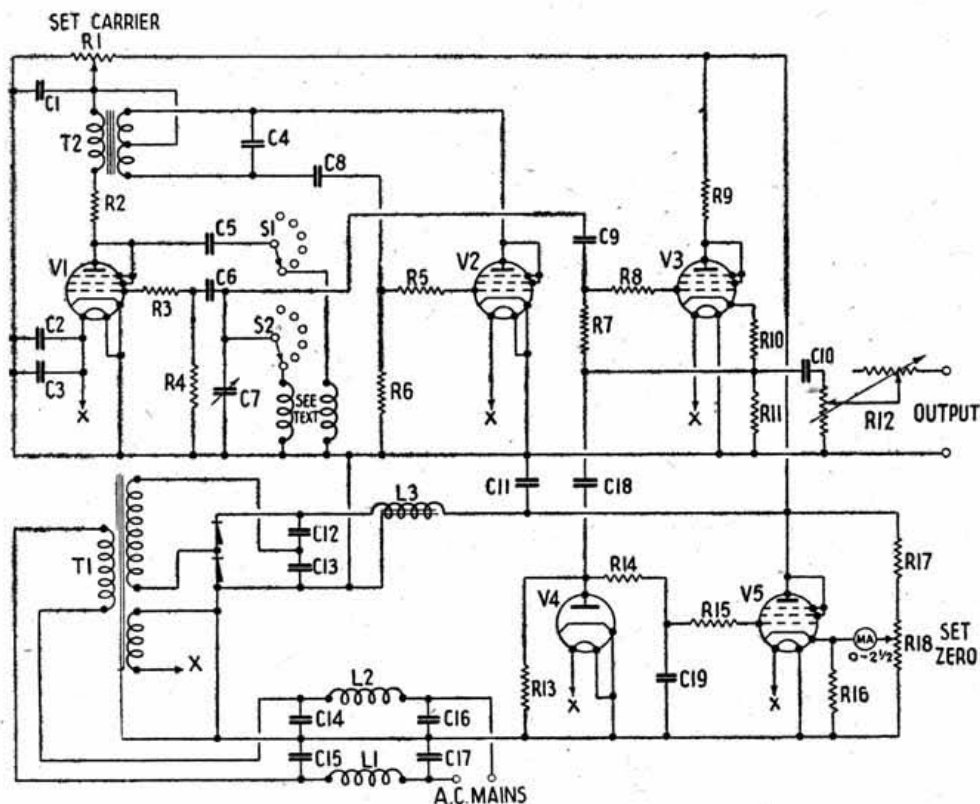 SET CARRIER
R1
C1
T2
C4
C8
R2
R9
C5
S1
C9
V1
C6
V2
V3
R3
R5
R8
C2
S2
R7
R10
C10
C3
R4
C7
SEE TEXT
R6
R11
R12
OUTPUT
X
X
X
C11
C18
L3
C12
T1
C13
R14
R17
V4
V5
R15
MA
R18
SET ZERO
0-2½
X
L2
R13
X
C19
X
R16
C14
C16
C15
C17
L1
A.C. MAINS